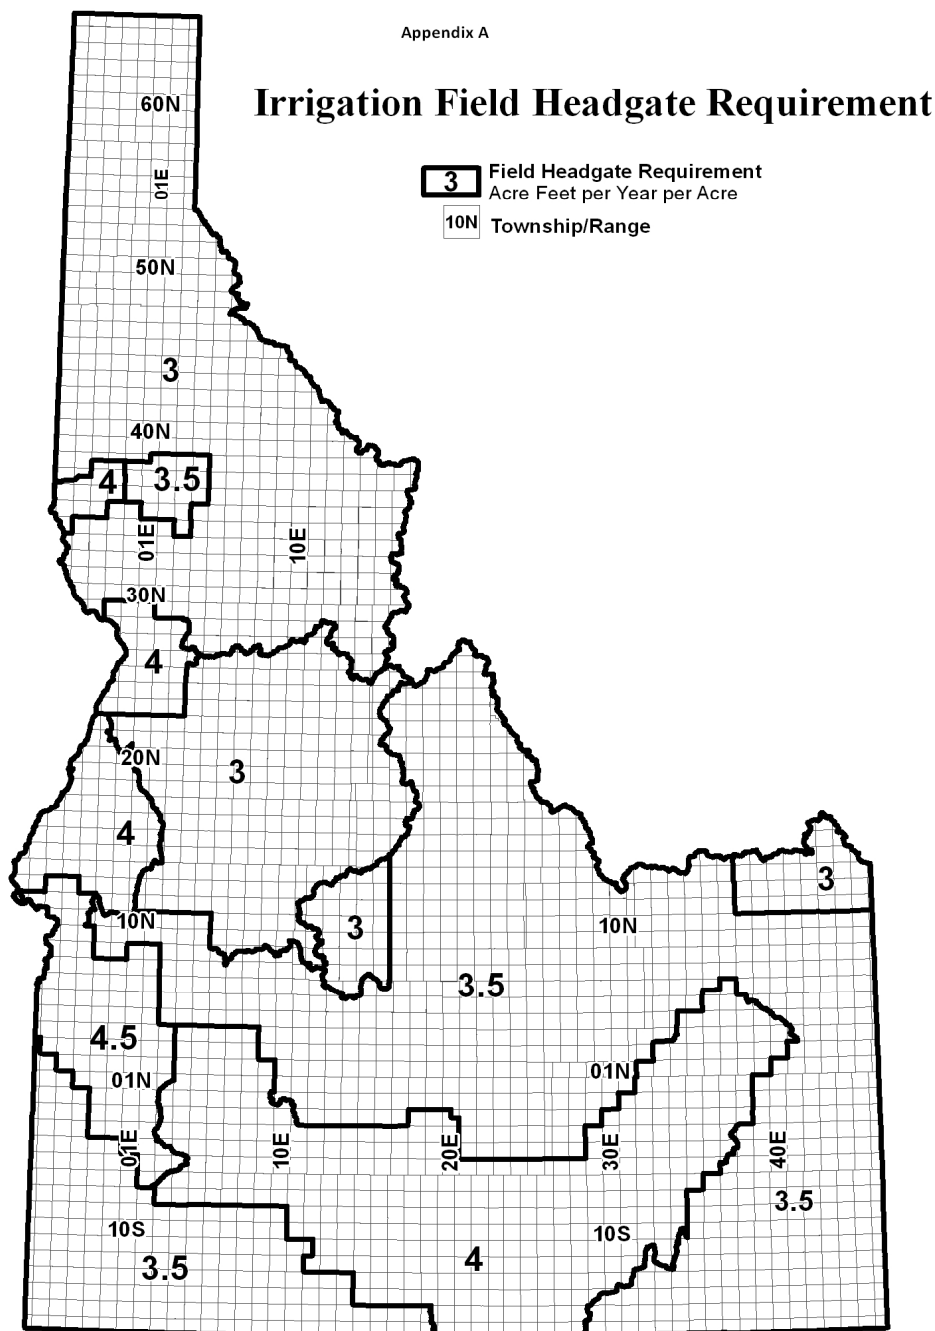 Appendix A
Irrigation Field Headgate Requirement
3
Field Headgate Requirement
Acre Feet per Year per Acre
10N
Township/Range
60N
01E
50N
3
40N
4
3.5
01E
10E
30N
4
20N
3
4
3
10N
3
10N
3.5
4.5
01N
01N
01E
10E
20E
30E
40E
3.5
10S
10S
3.5
4